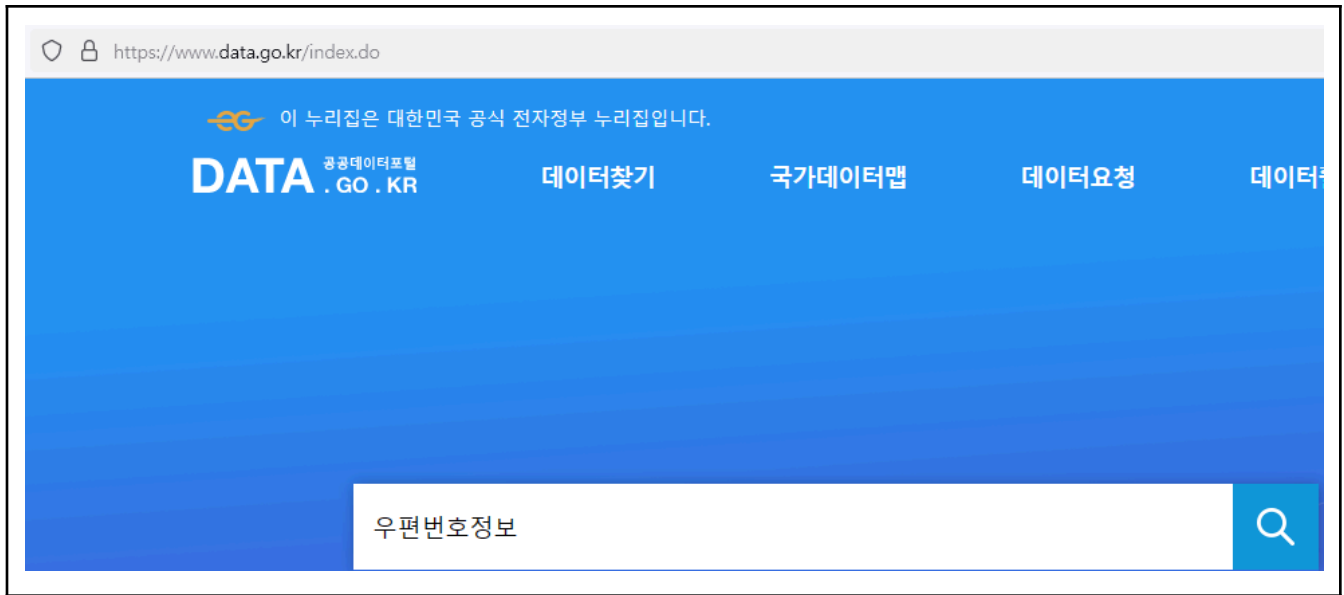 https://www.data.go.kr/index.do
이 누리집은 대한민국 공식 전자정부 누리집입니다.
DATA 공공데이터포털
. GO . KR
데이터찾기 국가데이터맵 데이터요청 데이터
우편번호정보